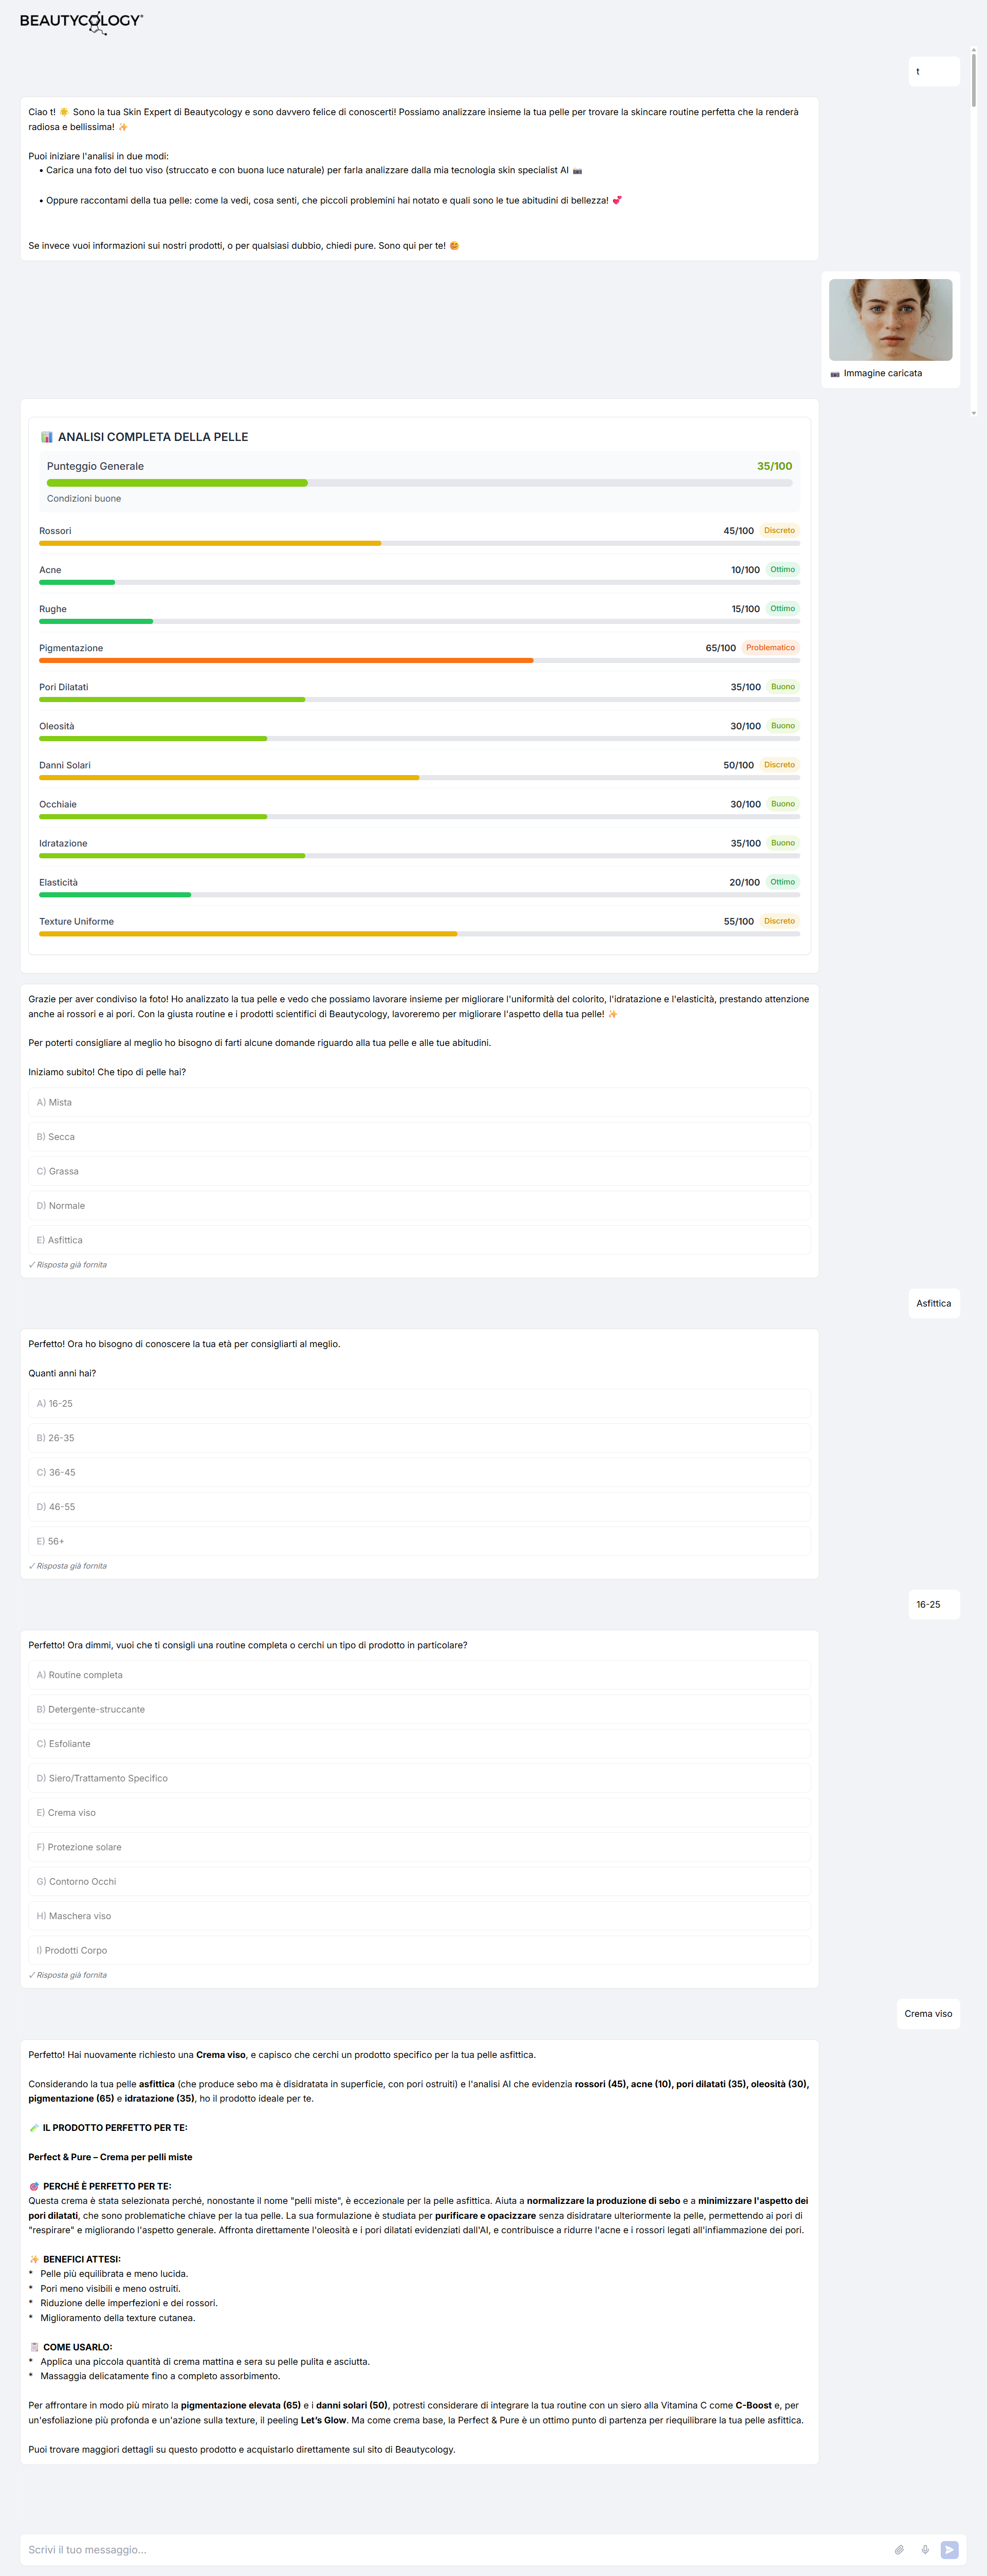 BEAUTYCOLOGY®
t
Ciao t! ☀️ Sono la tua Skin Expert di Beautycology e sono davvero felice di conoscerti! Possiamo analizzare insieme la tua pelle per trovare la skincare routine perfetta che la renderà
radiosa e bellissima! ✨
Puoi iniziare l'analisi in due modi:
• Carica una foto del tuo viso (struccato e con buona luce naturale) per farla analizzare dalla mia tecnologia skin specialist AI 📷
• Oppure raccontami della tua pelle: come la vedi, cosa senti, che piccoli problemini hai notato e quali sono le tue abitudini di bellezza! 💕
Se invece vuoi informazioni sui nostri prodotti, o per qualsiasi dubbio, chiedi pure. Sono qui per te! 😊
📷 Immagine caricata
📊 ANALISI COMPLETA DELLA PELLE
Punteggio Generale 35/100
Condizioni buone
Rossori 45/100 Discreto
Acne 10/100 Ottimo
Rughe 15/100 Ottimo
Pigmentazione 65/100 Problematico
Pori Dilatati 35/100 Buono
Oleosità 30/100 Buono
Danni Solari 50/100 Discreto
Occhiaie 30/100 Buono
Idratazione 35/100 Buono
Elasticità 20/100 Ottimo
Texture Uniforme 55/100 Discreto
Grazie per aver condiviso la foto! Ho analizzato la tua pelle e vedo che possiamo lavorare insieme per migliorare l'uniformità del colorito, l'idratazione e l'elasticità, prestando attenzione
anche ai rossori e ai pori. Con la giusta routine e i prodotti scientifici di Beautycology, lavoreremo per migliorare l'aspetto della tua pelle! ✨
Per poterti consigliare al meglio ho bisogno di farti alcune domande riguardo alla tua pelle e alle tue abitudini.
Iniziamo subito! Che tipo di pelle hai?
A) Mista
B) Secca
C) Grassa
D) Normale
E) Asfittica
✓ Risposta già fornita
Asfittica
Perfetto! Ora ho bisogno di conoscere la tua età per consigliarti al meglio.
Quanti anni hai?
A) 16-25
B) 26-35
C) 36-45
D) 46-55
E) 56+
✓ Risposta già fornita
16-25
Perfetto! Ora dimmi, vuoi che ti consigli una routine completa o cerchi un tipo di prodotto in particolare?
A) Routine completa
B) Detergente-struccante
C) Esfoliante
D) Siero/Trattamento Specifico
E) Crema viso
F) Protezione solare
G) Contorno Occhi
H) Maschera viso
I) Prodotti Corpo
✓ Risposta già fornita
Crema viso
Perfetto! Hai nuovamente richiesto una Crema viso, e capisco che cerchi un prodotto specifico per la tua pelle asfittica.
Considerando la tua pelle asfittica (che produce sebo ma è disidratata in superficie, con pori ostruiti) e l'analisi AI che evidenzia rossori (45), acne (10), pori dilatati (35), oleosità (30),
pigmentazione (65) e idratazione (35), ho il prodotto ideale per te.
🧪 IL PRODOTTO PERFETTO PER TE:
Perfect & Pure – Crema per pelli miste
🎯 PERCHÉ È PERFETTO PER TE:
Questa crema è stata selezionata perché, nonostante il nome "pelli miste", è eccezionale per la pelle asfittica. Aiuta a normalizzare la produzione di sebo e a minimizzare l'aspetto dei
pori dilatati, che sono problematiche chiave per la tua pelle. La sua formulazione è studiata per purificare e opacizzare senza disidratare ulteriormente la pelle, permettendo ai pori di
"respirare" e migliorando l'aspetto generale. Affronta direttamente l'oleosità e i pori dilatati evidenziati dall'AI, e contribuisce a ridurre l'acne e i rossori legati all'infiammazione dei pori.
✨ BENEFICI ATTESI:
* Pelle più equilibrata e meno lucida.
* Pori meno visibili e meno ostruiti.
* Riduzione delle imperfezioni e dei rossori.
* Miglioramento della texture cutanea.
📋 COME USARLO:
* Applica una piccola quantità di crema mattina e sera su pelle pulita e asciutta.
* Massaggia delicatamente fino a completo assorbimento.
Per affrontare in modo più mirato la pigmentazione elevata (65) e i danni solari (50), potresti considerare di integrare la tua routine con un siero alla Vitamina C come C-Boost e, per
un'esfoliazione più profonda e un'azione sulla texture, il peeling Let's Glow. Ma come crema base, la Perfect & Pure è un ottimo punto di partenza per riequilibrare la tua pelle asfittica.
Puoi trovare maggiori dettagli su questo prodotto e acquistarlo direttamente sul sito di Beautycology.
Scrivi il tuo messaggio...